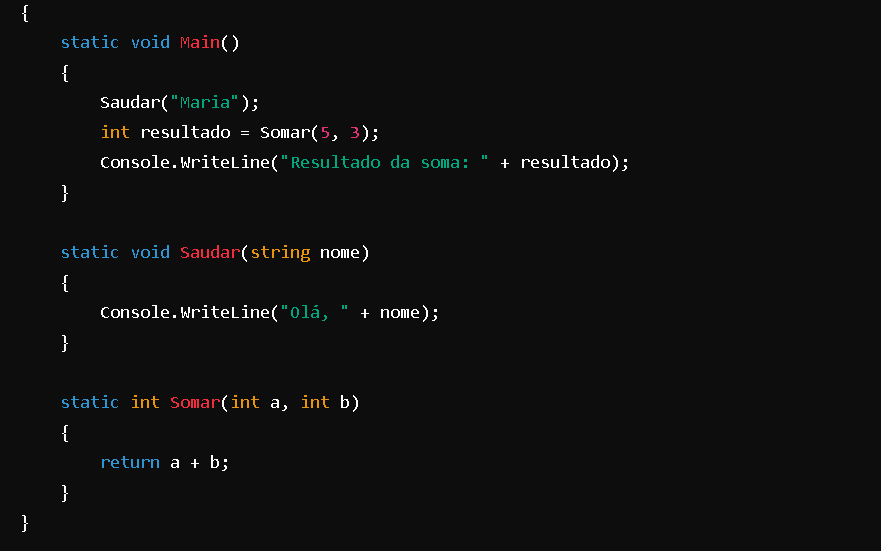 {
    static void Main()
    {
        Saudar("Maria");
        int resultado = Somar(5, 3);
        Console.WriteLine("Resultado da soma: " + resultado);
    }

    static void Saudar(string nome)
    {
        Console.WriteLine("Olá, " + nome);
    }

    static int Somar(int a, int b)
    {
        return a + b;
    }
}